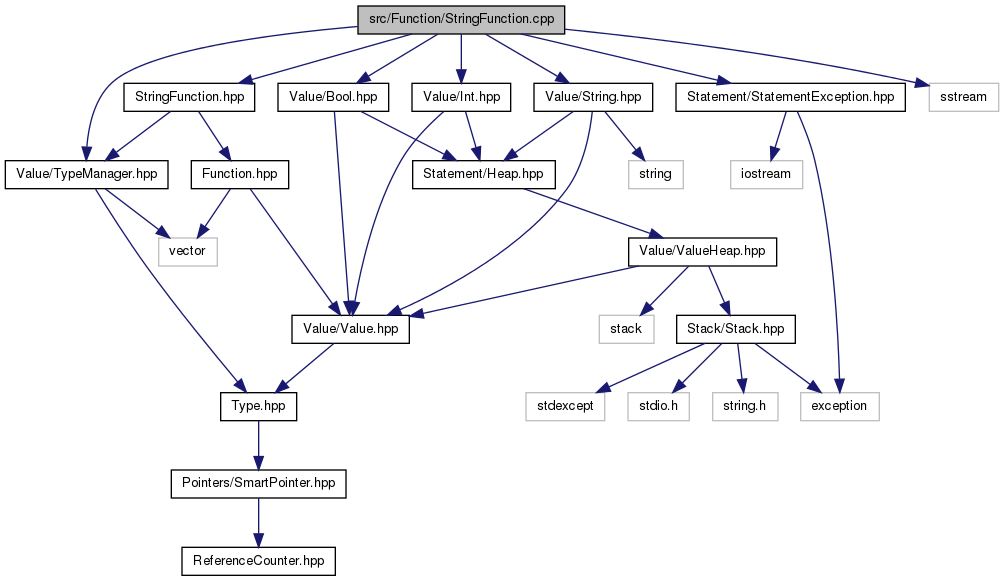 src/Function/StringFunction.cpp
StringFunction.hpp
Value/Bool.hpp
Value/Int.hpp
Value/String.hpp
Statement/StatementException.hpp
sstream
Value/TypeManager.hpp
Function.hpp
Statement/Heap.hpp
string
iostream
vector
Value/ValueHeap.hpp
Value/Value.hpp
stack
Stack/Stack.hpp
Type.hpp
stdexcept
stdio.h
string.h
exception
Pointers/SmartPointer.hpp
ReferenceCounter.hpp